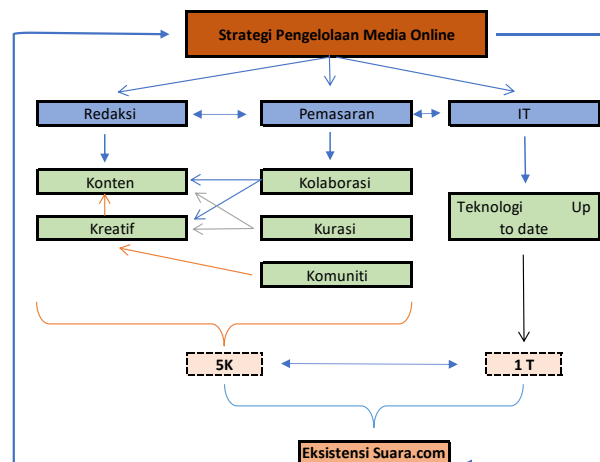 Strategi Pengelolaan Media Online
Redaksi
Pemasaran
IT
Konten
Kolaborasi
Kreatif
Kurasi
Teknologi Up
to date
Komuniti
5K
1 T
Eksistensi Suara.com